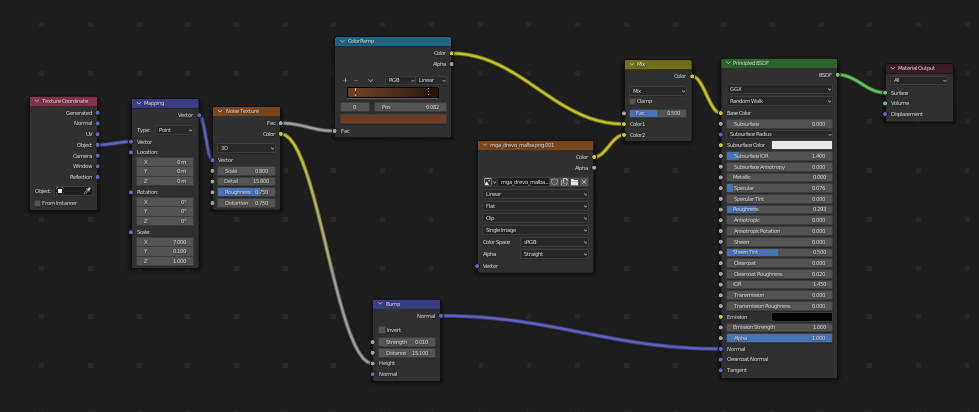 Texture Coordinate
Generated
Normal
UV
Object
Camera
Window
Reflection
Object:
From Instancer
Mapping
Vector
Type: Point
Vector
Location:
X 0 m
Y 0 m
Z 0 m
Rotation:
X 0°
Y 0°
Z 0°
Scale:
X 7.000
Y 0.100
Z 1.000
Noise Texture
Fac
Color
3D
Vector
Scale 0.800
Detail 15.800
Roughness 0.750
Distortion 0.750
ColorRamp
Color
Alpha
+ − RGB Linear
0 Pos 0.082
Fac
mga_drevo_malba.png.001
Color
Alpha
mga_drevo_malba...
Linear
Flat
Clip
Single Image
Color Space sRGB
Alpha Straight
Vector
Bump
Normal
Invert
Strength 0.010
Distance 15.100
Height
Normal
Mix
Color
Mix
Clamp
Fac 0.500
Color1
Color2
Principled BSDF
BSDF
GGX
Random Walk
Base Color
Subsurface 0.000
Subsurface Radius
Subsurface Color
Subsurface IOR 1.400
Subsurface Anisotropy 0.000
Metallic 0.000
Specular 0.076
Specular Tint 0.000
Roughness 0.293
Anisotropic 0.000
Anisotropic Rotation 0.000
Sheen 0.000
Sheen Tint 0.500
Clearcoat 0.000
Clearcoat Roughness 0.020
IOR 1.450
Transmission 0.000
Transmission Roughness 0.000
Emission
Emission Strength 1.000
Alpha 1.000
Normal
Clearcoat Normal
Tangent
Material Output
All
Surface
Volume
Displacement